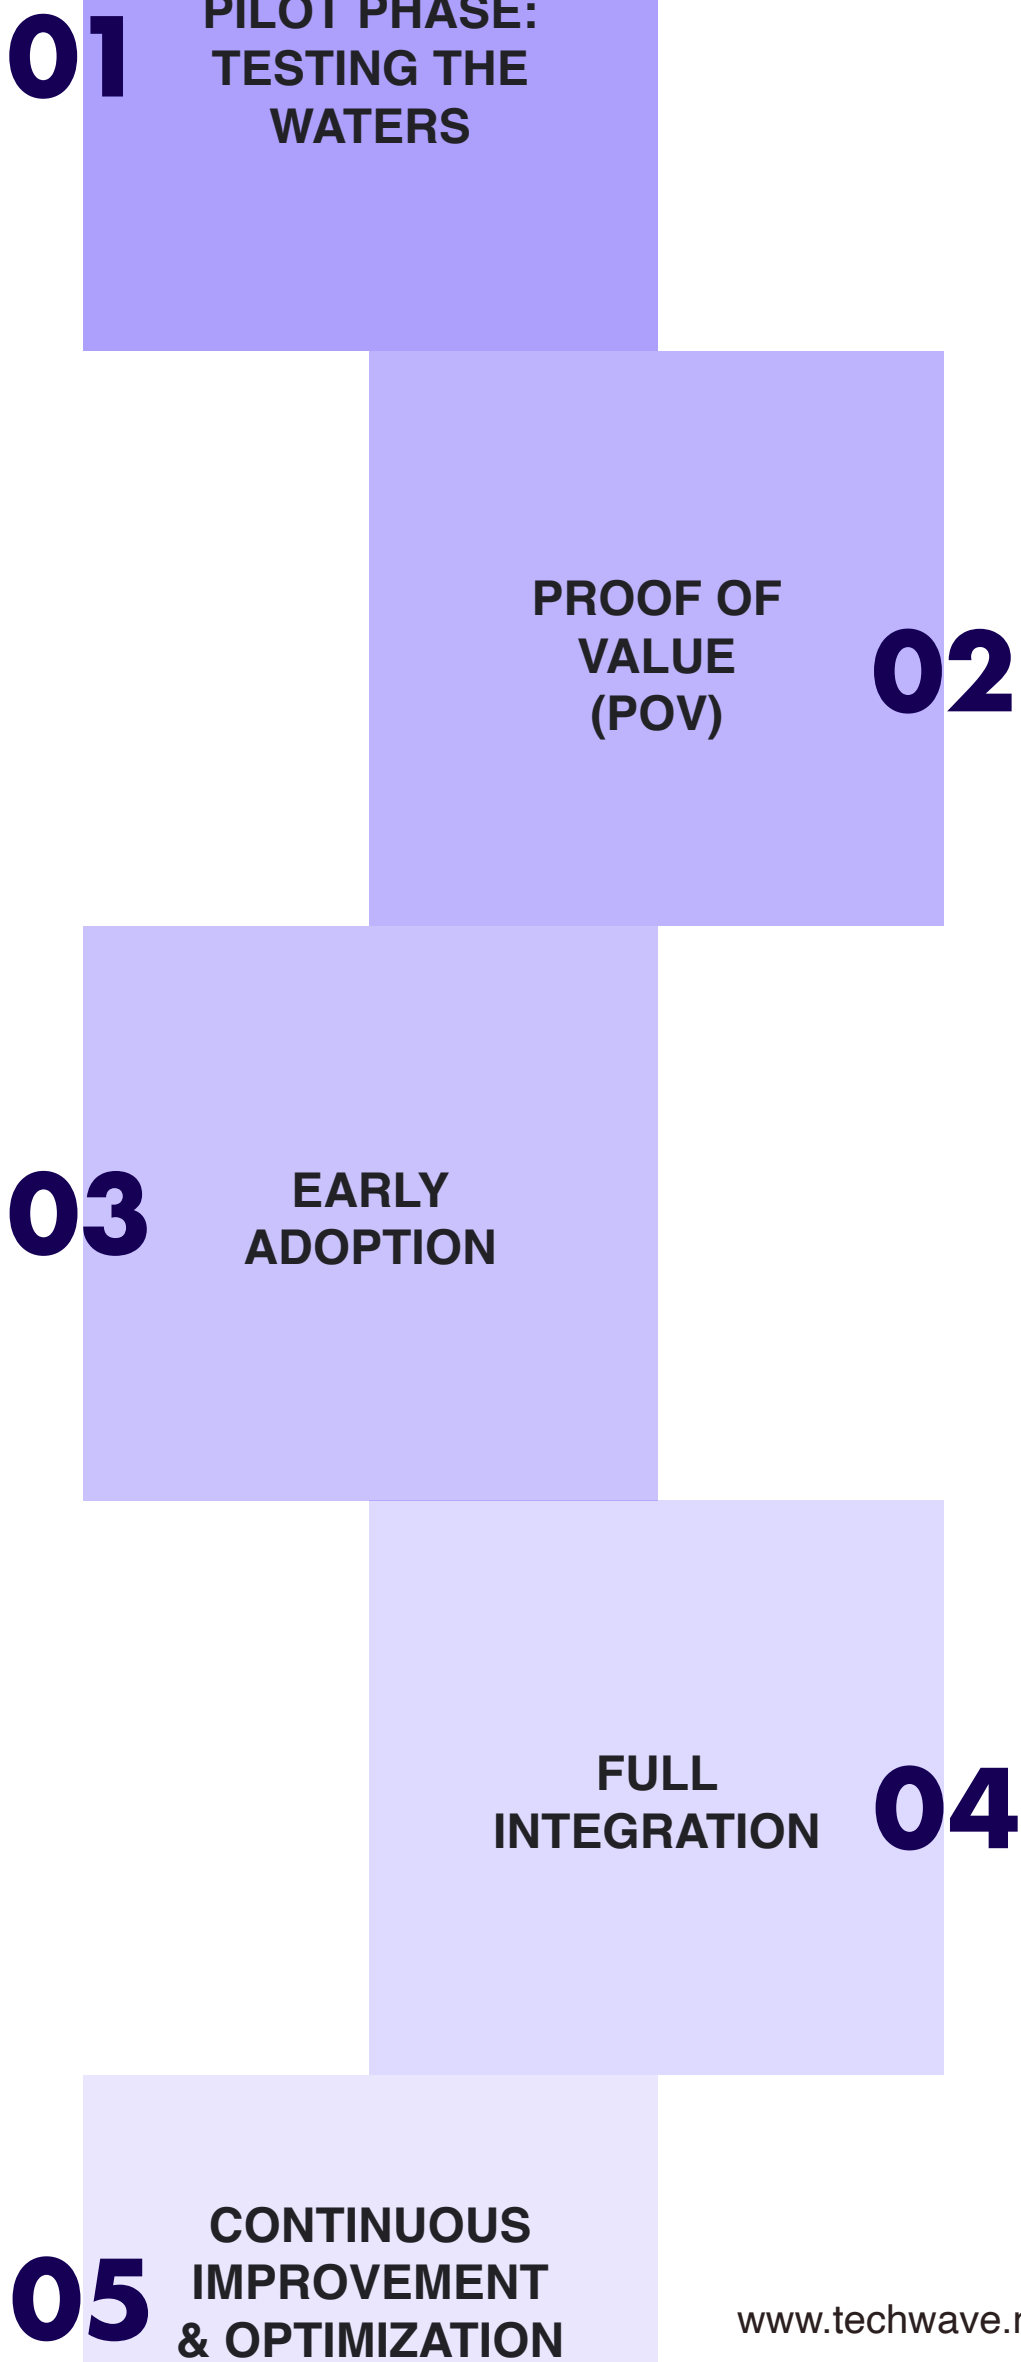 PILOT PHASE:
01
TESTING THE
WATERS
PROOF OF
VALUE
02
(POV)
03
EARLY
ADOPTION
FULL
04
INTEGRATION
CONTINUOUS
IMPROVEMENT
05
& OPTIMIZATION
www.techwave.